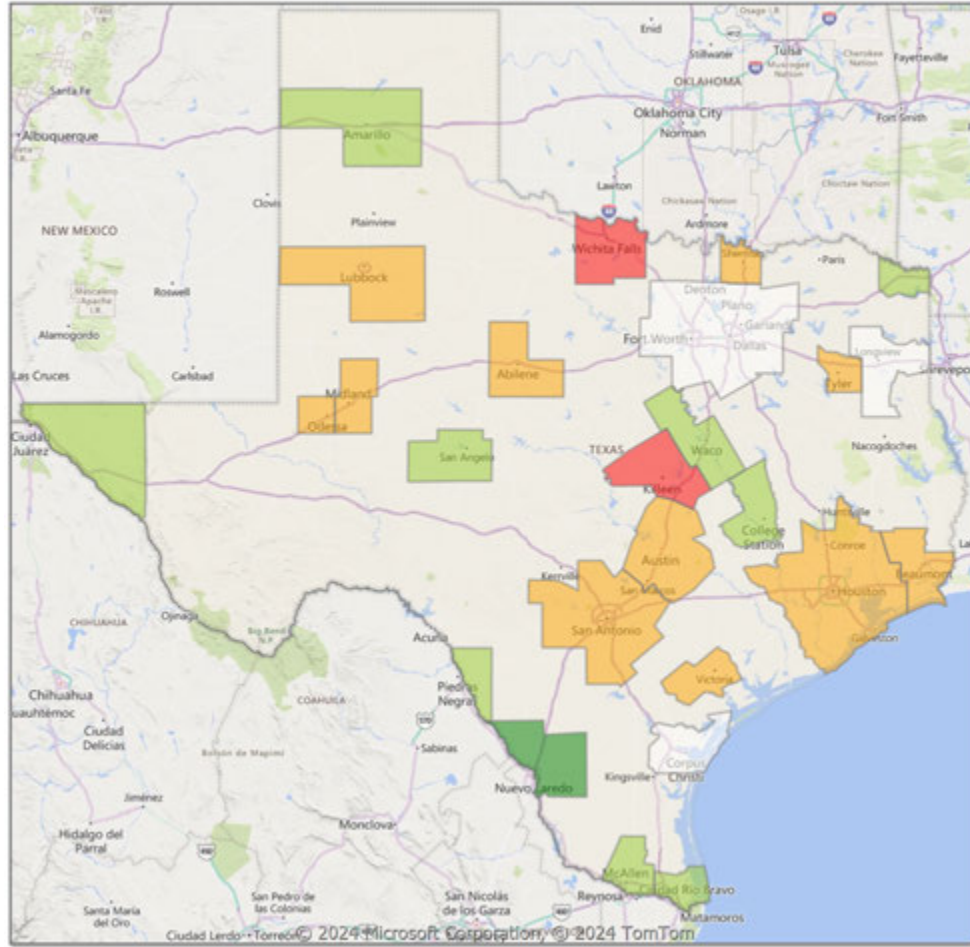 Enid
Osage I.R.
Stillwater
Tulsa
Cherokee
Nation
Fayetteville
Muscogee
Nation
Santa Fe
OKLAHOMA
Oklahoma City
Norman
Fort Smith
Albuquerque
Amarillo
Lawton
Choctaw Nation
Chickasaw Nation
Clovis
Plainview
Ardmore
NEW MEXICO
Wichita Falls
Sherman
Paris
Lubbock
Roswell
Mescalero
Apache
I.R.
Denton
Plano
Garland
Fort Worth
Dallas
Alamogordo
Longview
Shrevepo
Las Cruces
Carlsbad
Abilene
Tyler
Midland
Odessa
Ciudad
Juárez
San Angelo
TEXAS
Waco
Nacogdoches
Killeen
College
Station
Huntsville
Conroe
Austin
Beaumont
Kerrville
San Marcos
Houston
San Antonio
Galveston
Ojinaga
CHIHUAHUA
Big Bend
N.P.
Acuña
Victoria
Piedras
Negras
COAHUILA
Chihuahua
uauhtémoc
Ciudad
Delicias
Bolsón de Mapimí
Sabinas
Corpus
Christi
Kingsville
Nuevo Laredo
Jiménez
Monclova
Hidalgo del
Parral
McAllen
Ciudad Río Bravo
San Pedro de
las Colonias
San Nicolás
de los Garza
Reynosa
Matamoros
Santa María
del Oro
Ciudad Lerdo
Torreón
© 2024 Microsoft Corporation, © 2024 TomTom